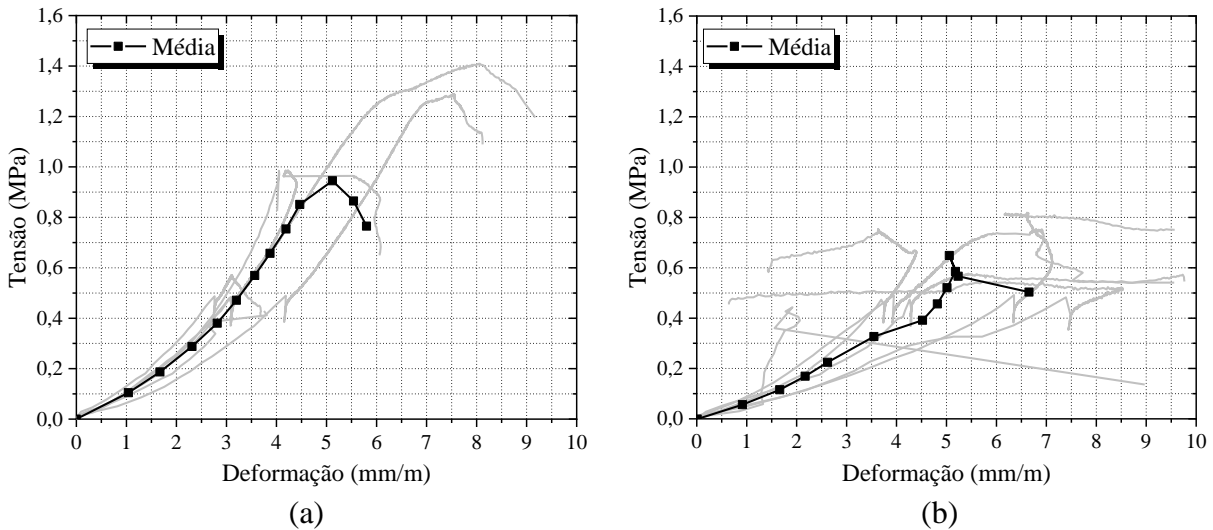 1,6
1,4
1,2
1,0
0,8
0,6
0,4
0,2
0,0
Tensão (MPa)
Média
0 1 2 3 4 5 6 7 8 9 10
Deformação (mm/m)
(a)
1,6
1,4
1,2
1,0
0,8
0,6
0,4
0,2
0,0
Tensão (MPa)
Média
0 1 2 3 4 5 6 7 8 9 10
Deformação (mm/m)
(b)